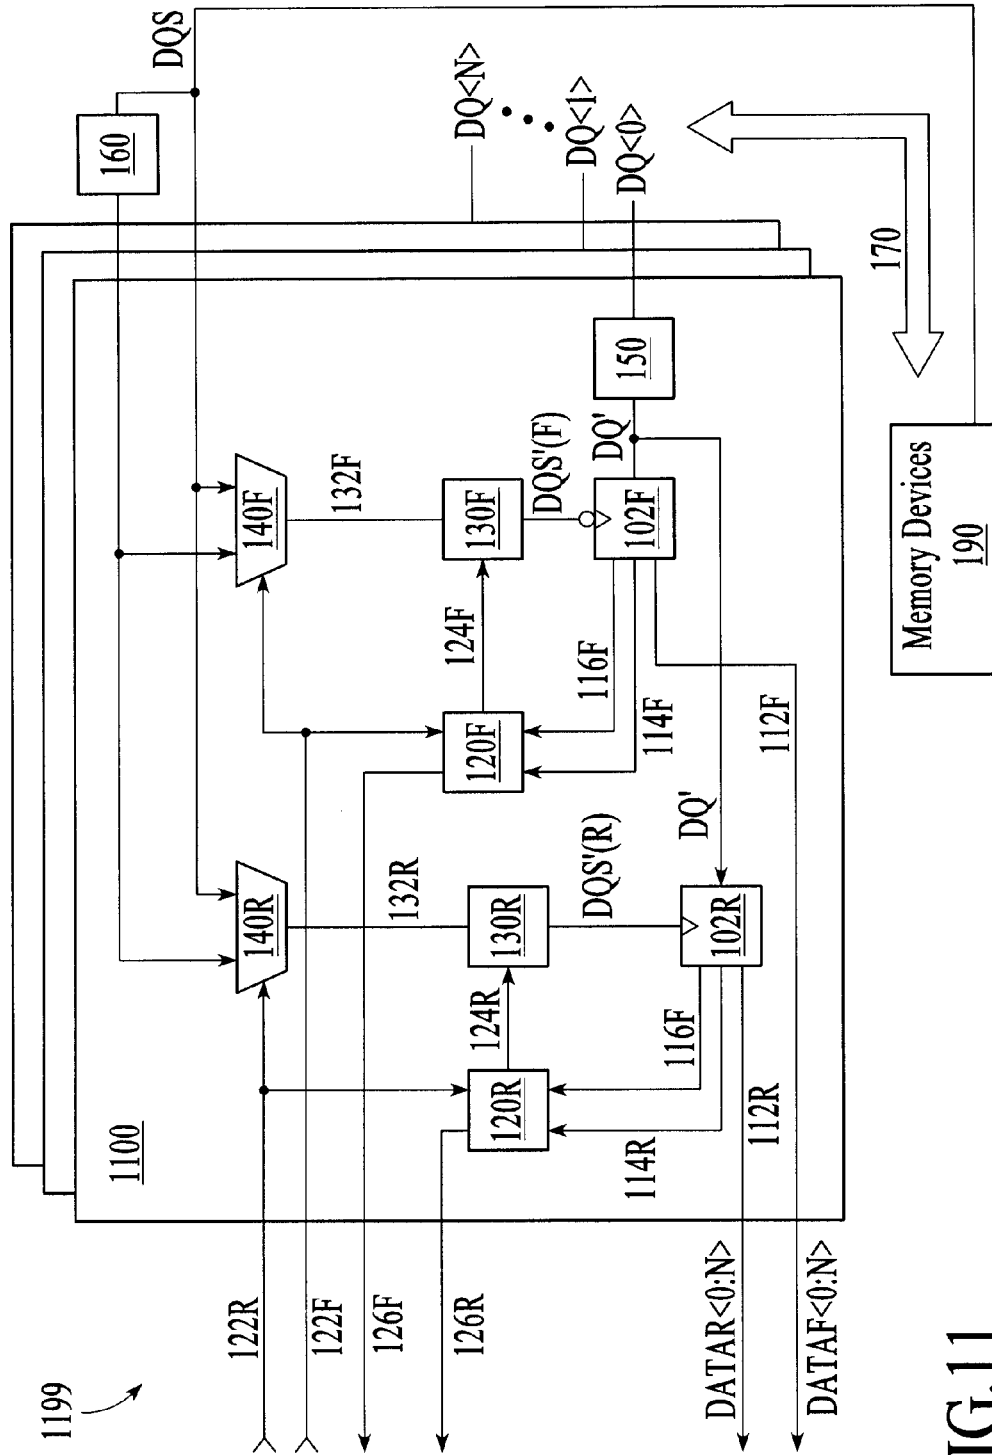 1199
1100
160
DQS
DQ<N>
DQ<1>
DQ<0>
170
Memory Devices
190
140R
140F
132R
132F
130R
130F
124R
124F
120R
120F
DQS'(R)
DQS'(F)
102R
102F
150
DQ'
DQ'
116F
116F
114R
114F
112R
112F
122R
122F
126F
126R
DATAR<0:N>
DATAF<0:N>
FIG.11